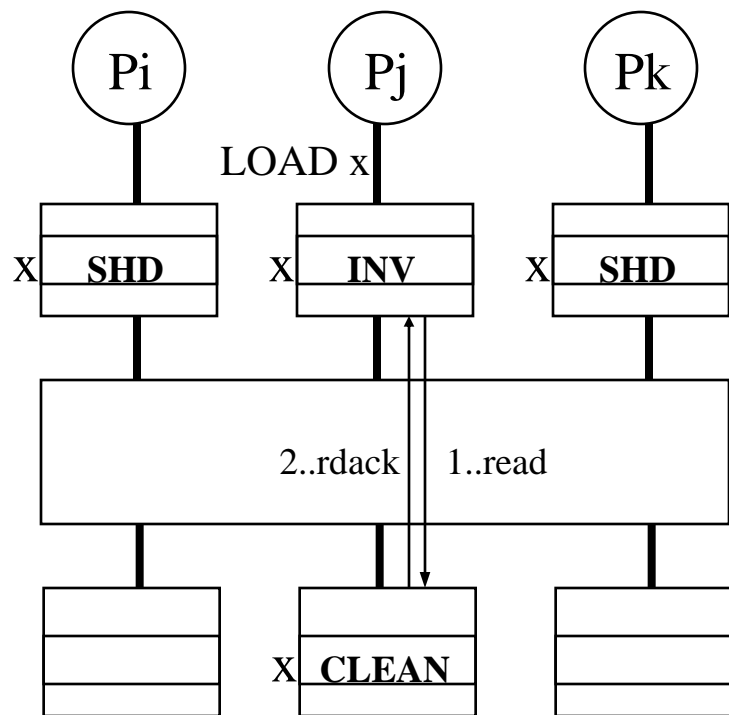 Pi Pj Pk
LOAD x
X SHD X INV X SHD
2..rdack 1..read
X CLEAN